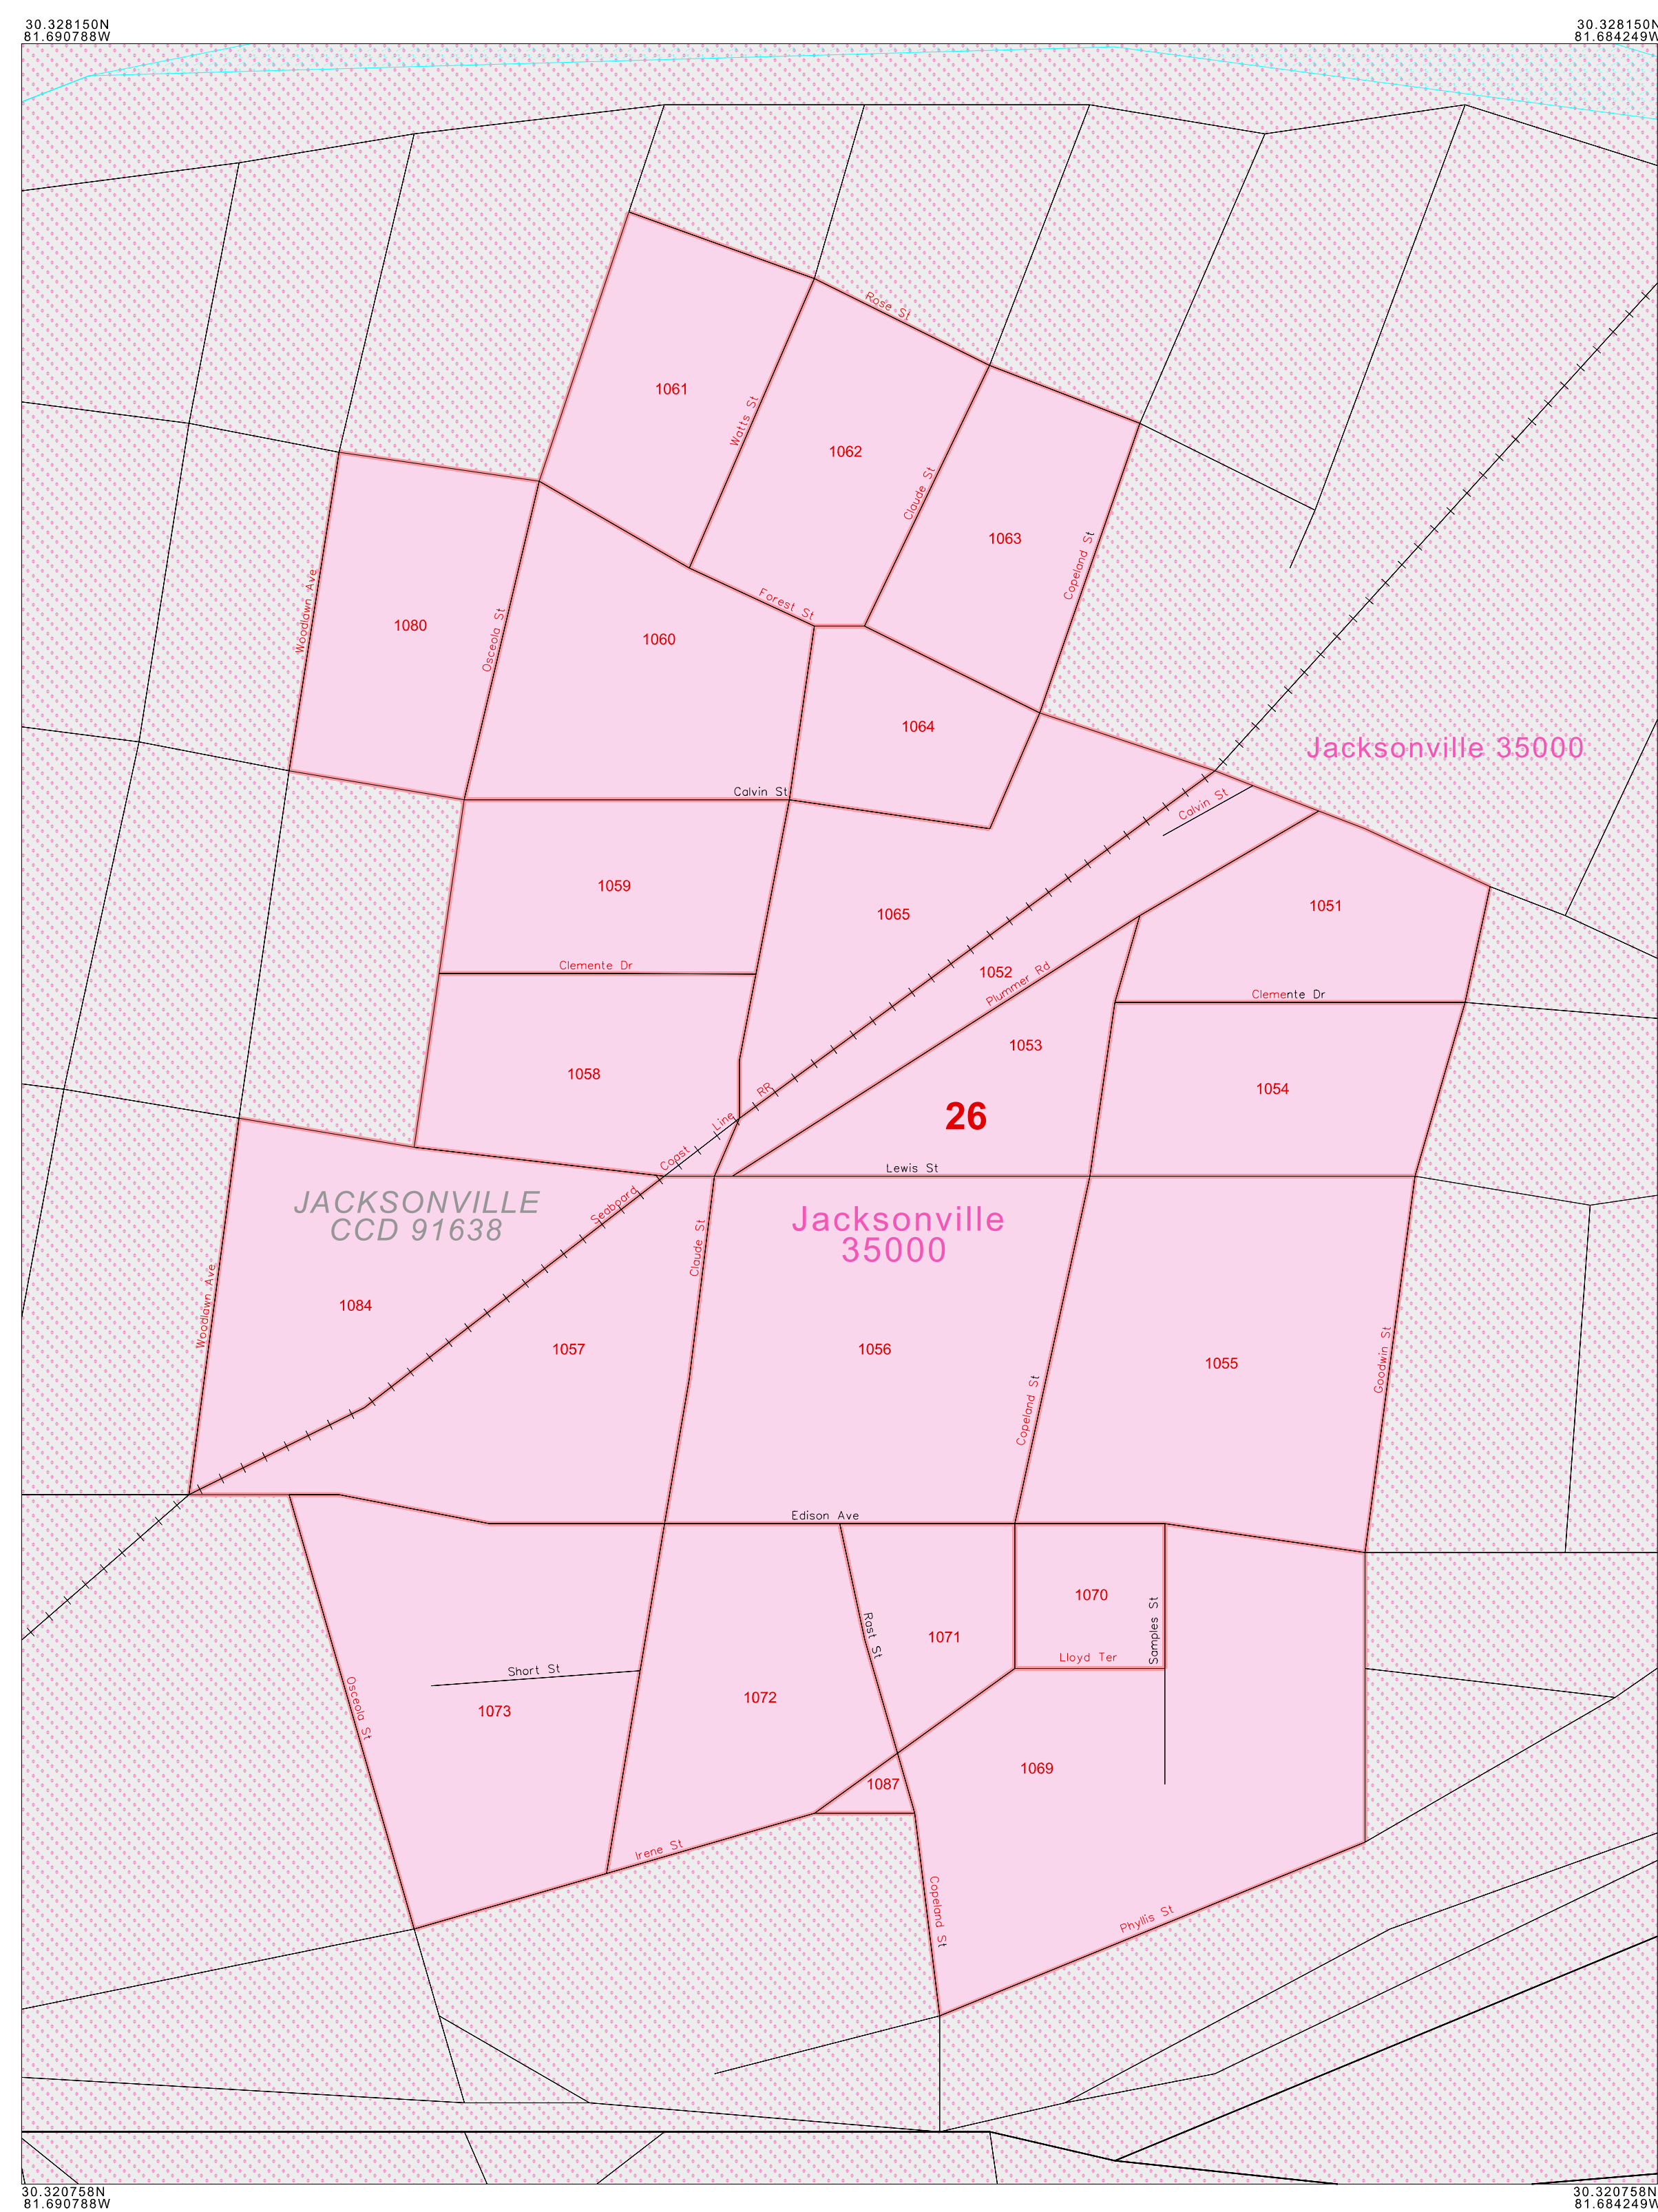 30.328150N
81.690788W
30.328150N
81.684249W
Rose St
1061
Watts St
1062
Claude St
1063
Copeland St
Woodlawn Ave
1080
Osceola St
1060
Forest St
1064
Jacksonville 35000
Calvin St
Calvin St
1059
1065
1051
Clemente Dr
1052
Plummer Rd
Clemente Dr
1053
1058
1054
Seaboard Coast Line RR
26
Lewis St
JACKSONVILLE
CCD 91638
Jacksonville
35000
Claude St
Woodlawn Ave
1084
1057
1056
1055
Goodwin St
Copeland St
Edison Ave
1070
Samples St
Rast St
1071
Lloyd Ter
Short St
1073
Osceola St
1072
1069
1087
Irene St
Copeland St
Phyllis St
30.320758N
81.690788W
30.320758N
81.684249W